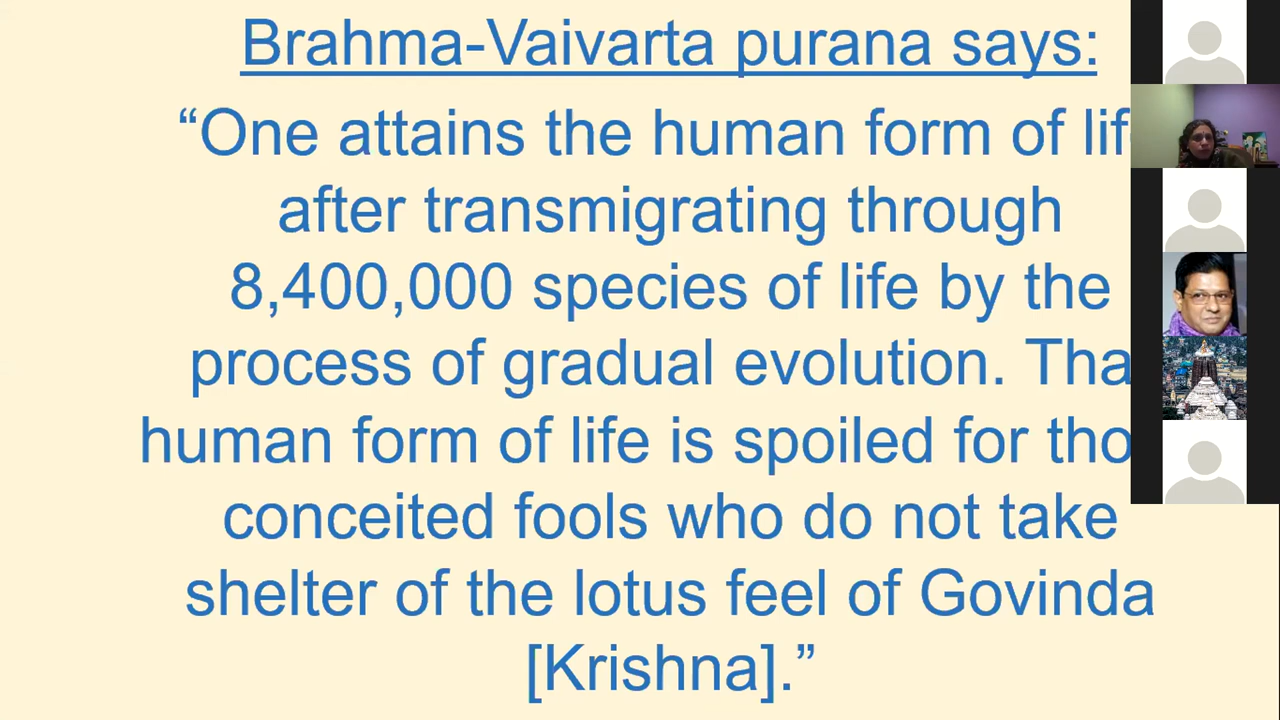 Brahma-Vaivarta purana says:
“One attains the human form of lif
after transmigrating through
8,400,000 species of life by the
process of gradual evolution. Tha
human form of life is spoiled for tho
conceited fools who do not take
shelter of the lotus feel of Govinda
[Krishna].”